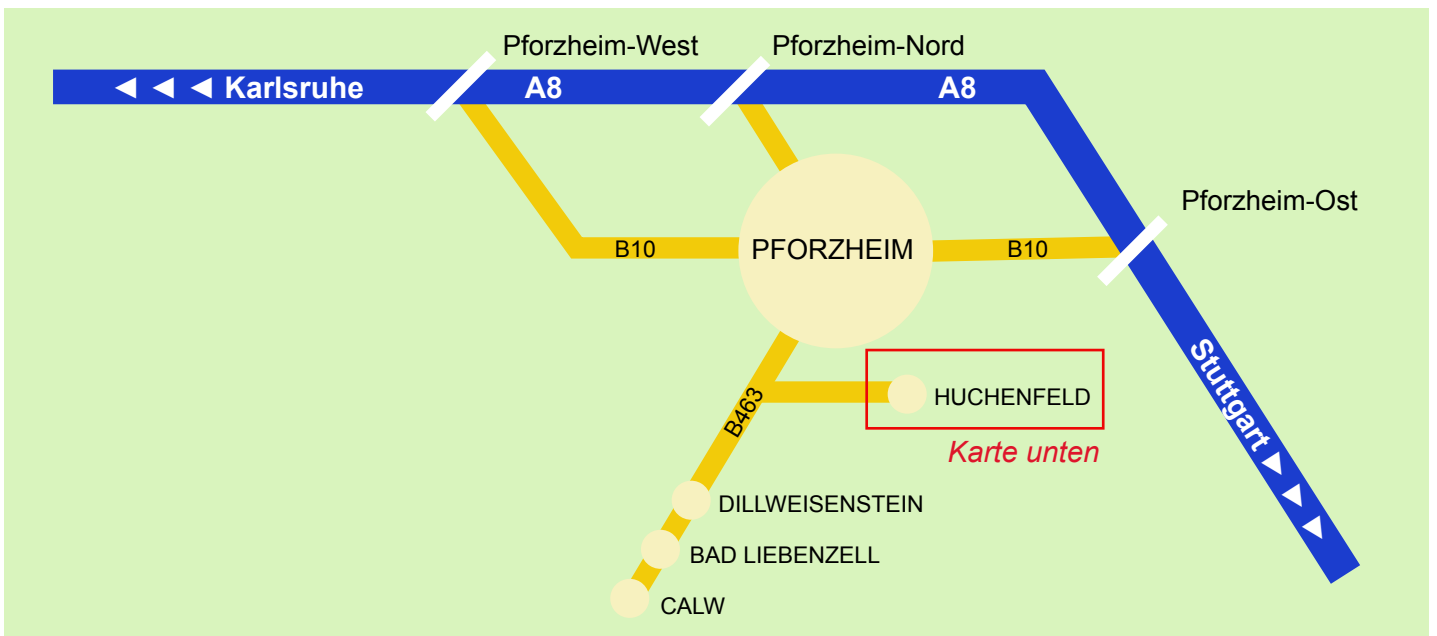 Pforzheim-West
Pforzheim-Nord
Karlsruhe
A8
A8
Pforzheim-Ost
B10
PFORZHEIM
B10
Stuttgart
B463
HUCHENFELD
Karte unten
DILLWEISENSTEIN
BAD LIEBENZELL
CALW